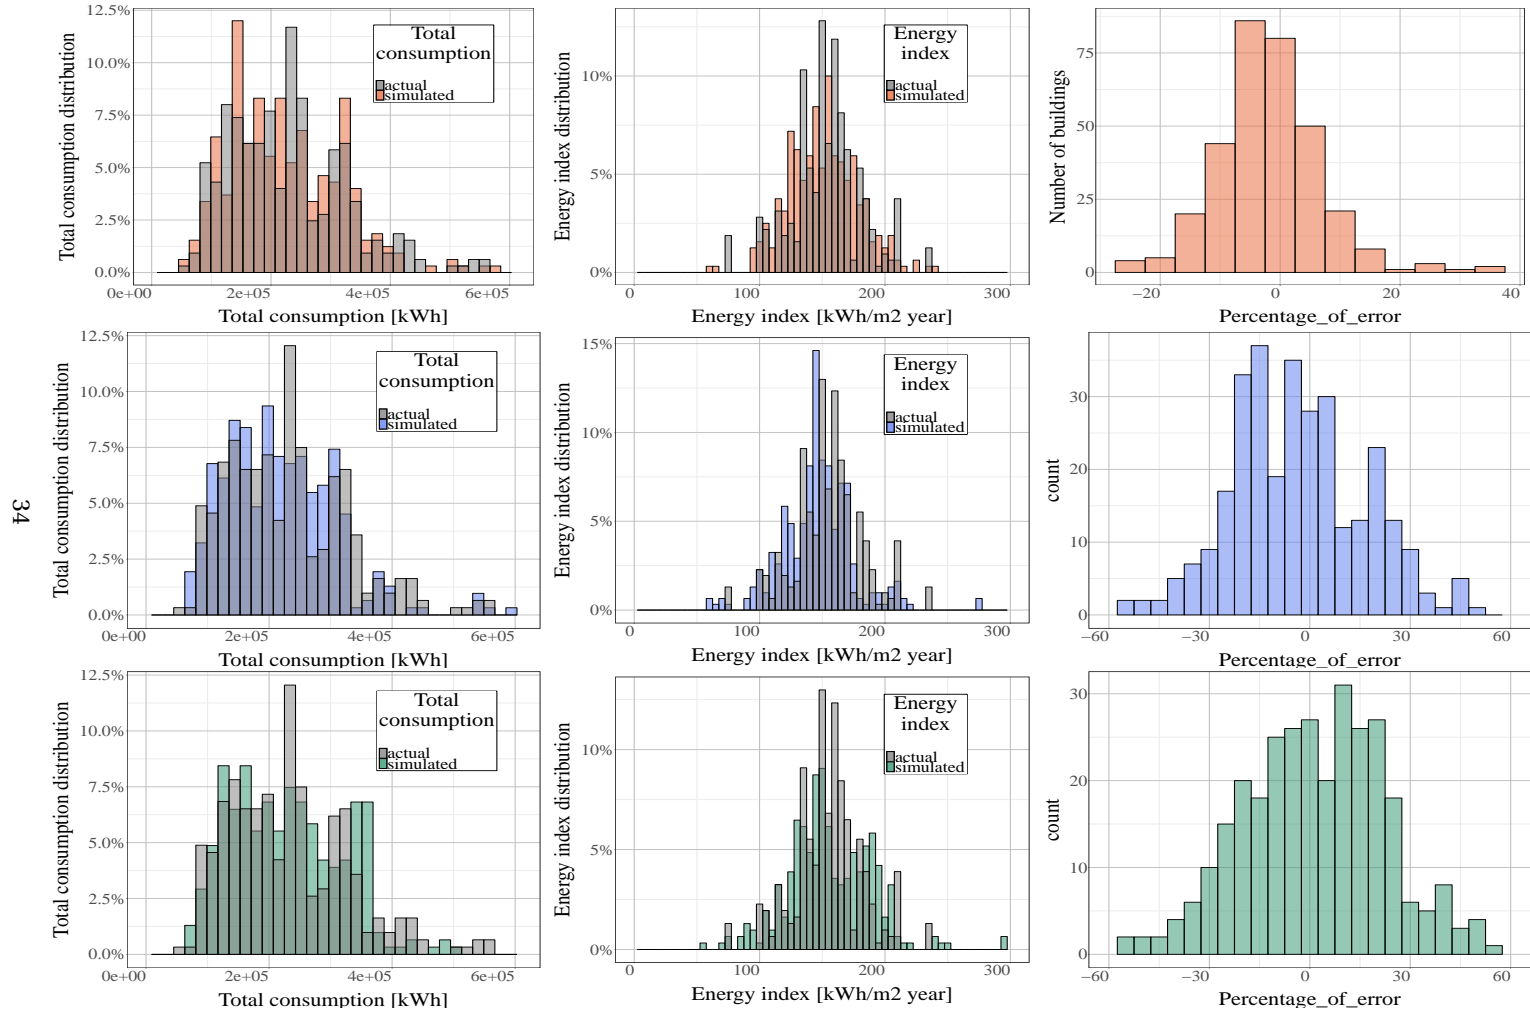 12.5%
10.0%
7.5%
5.0%
2.5%
0.0%
Total consumption distribution
Total
consumption
actual
simulated
0e+00 2e+05 4e+05 6e+05
Total consumption [kWh]
10%
5%
0%
Energy index distribution
Energy
index
actual
simulated
0 100 200 300
Energy index [kWh/m2 year]
75
50
25
0
Number of buildings
−20 0 20 40
Percentage_of_error
34
12.5%
10.0%
7.5%
5.0%
2.5%
0.0%
Total consumption distribution
Total
consumption
actual
simulated
0e+00 2e+05 4e+05 6e+05
Total consumption [kWh]
15%
10%
5%
0%
Energy index distribution
Energy
index
actual
simulated
0 100 200 300
Energy index [kWh/m2 year]
30
20
10
0
count
−60 −30 0 30 60
Percentage_of_error
12.5%
10.0%
7.5%
5.0%
2.5%
0.0%
Total consumption distribution
Total
consumption
actual
simulated
0e+00 2e+05 4e+05 6e+05
Total consumption [kWh]
10%
5%
0%
Energy index distribution
Energy
index
actual
simulated
0 100 200 300
Energy index [kWh/m2 year]
30
20
10
0
count
−60 −30 0 30 60
Percentage_of_error